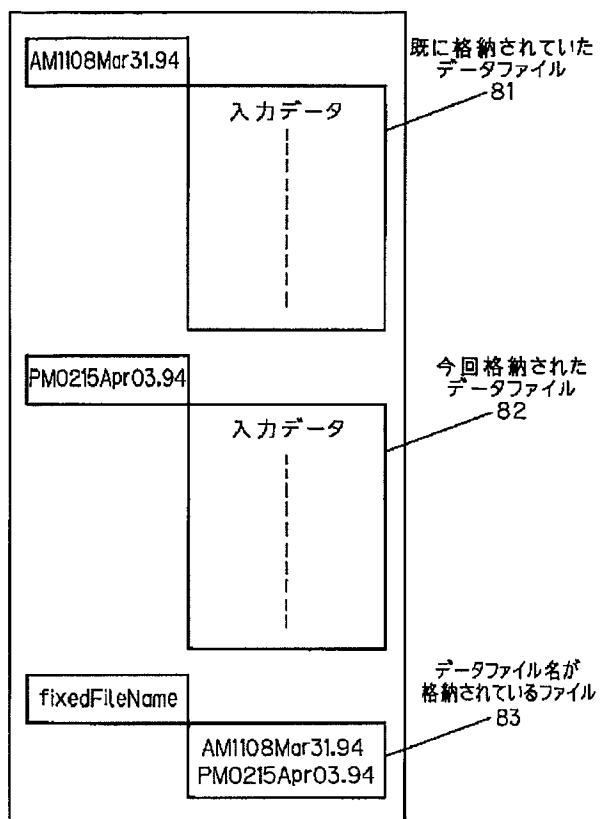 AM1108Mar31.94
入力データ
既に格納されていた
データファイル
81
PM0215Apr03.94
入力データ
今回格納された
データファイル
82
fixedFileName
AM1108Mar31.94
PM0215Apr03.94
データファイル名が
格納されているファイル
83